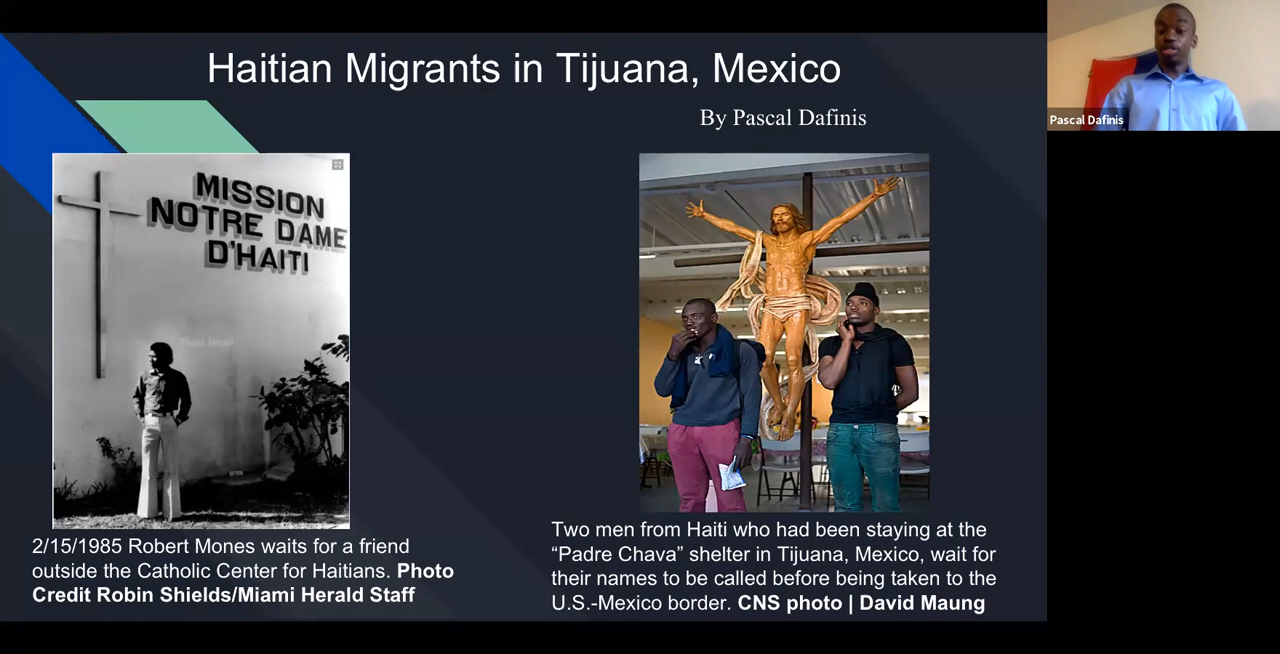 Haitian Migrants in Tijuana, Mexico
By Pascal Dafinis
Pascal Dafinis
MISSION
NOTRE DAME
D'HAITI
2/15/1985 Robert Mones waits for a friend
outside the Catholic Center for Haitians. Photo
Credit Robin Shields/Miami Herald Staff
Two men from Haiti who had been staying at the
“Padre Chava” shelter in Tijuana, Mexico, wait for
their names to be called before being taken to the
U.S.-Mexico border. CNS photo | David Maung